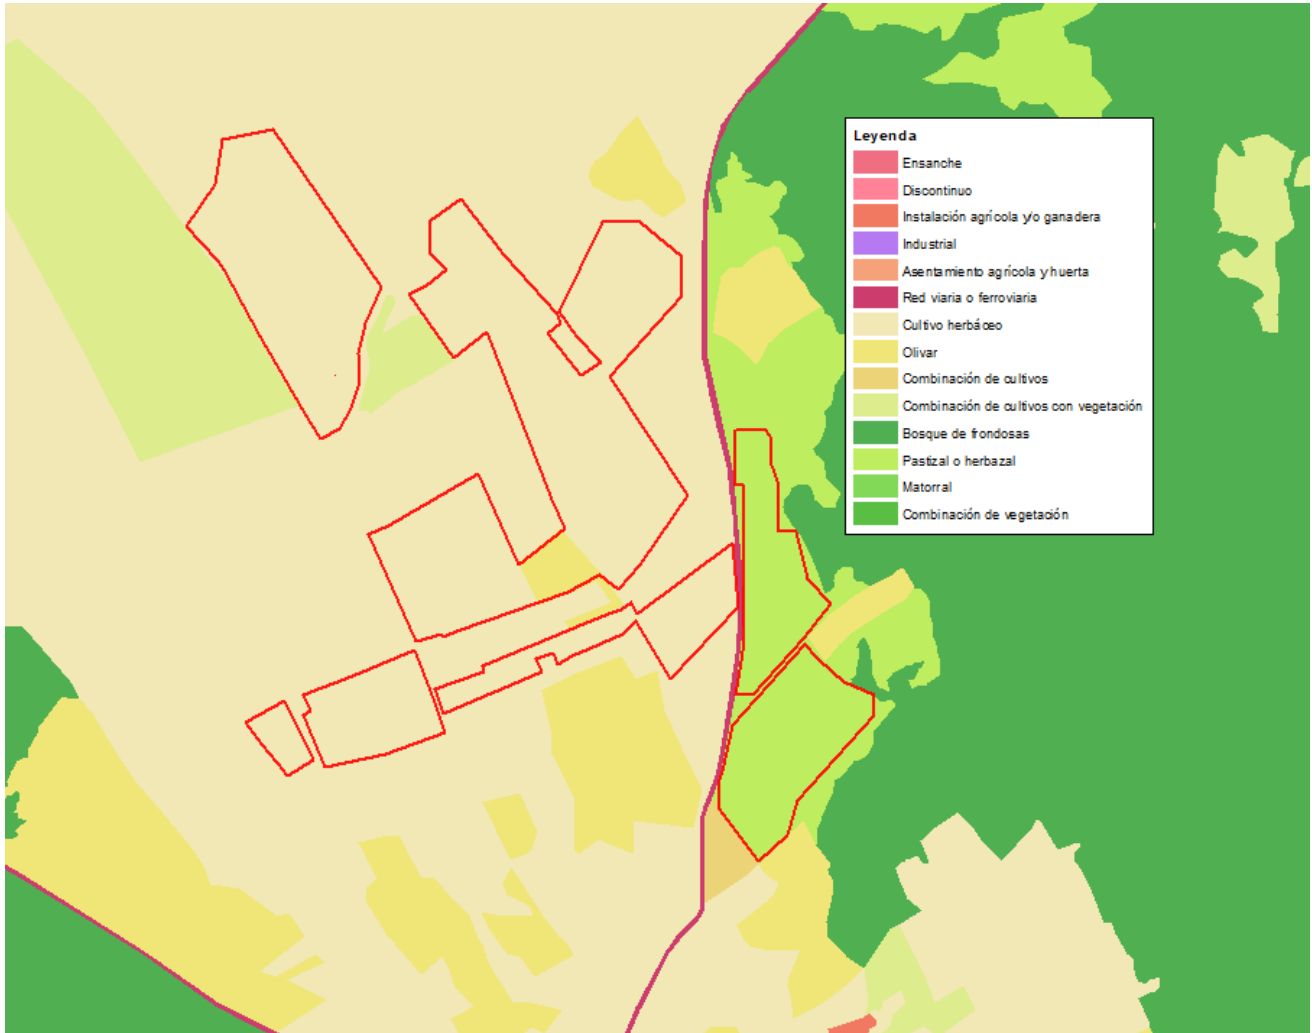 Leyenda
Ensanche
Discontinuo
Instalación agrícola y/o ganadera
Industrial
Asentamiento agrícola y huerta
Red viaria o ferroviaria
Cultivo herbáceo
Olivar
Combinación de cultivos
Combinación de cultivos con vegetación
Bosque de frondosas
Pastizal o herbazal
Matorral
Combinación de vegetación